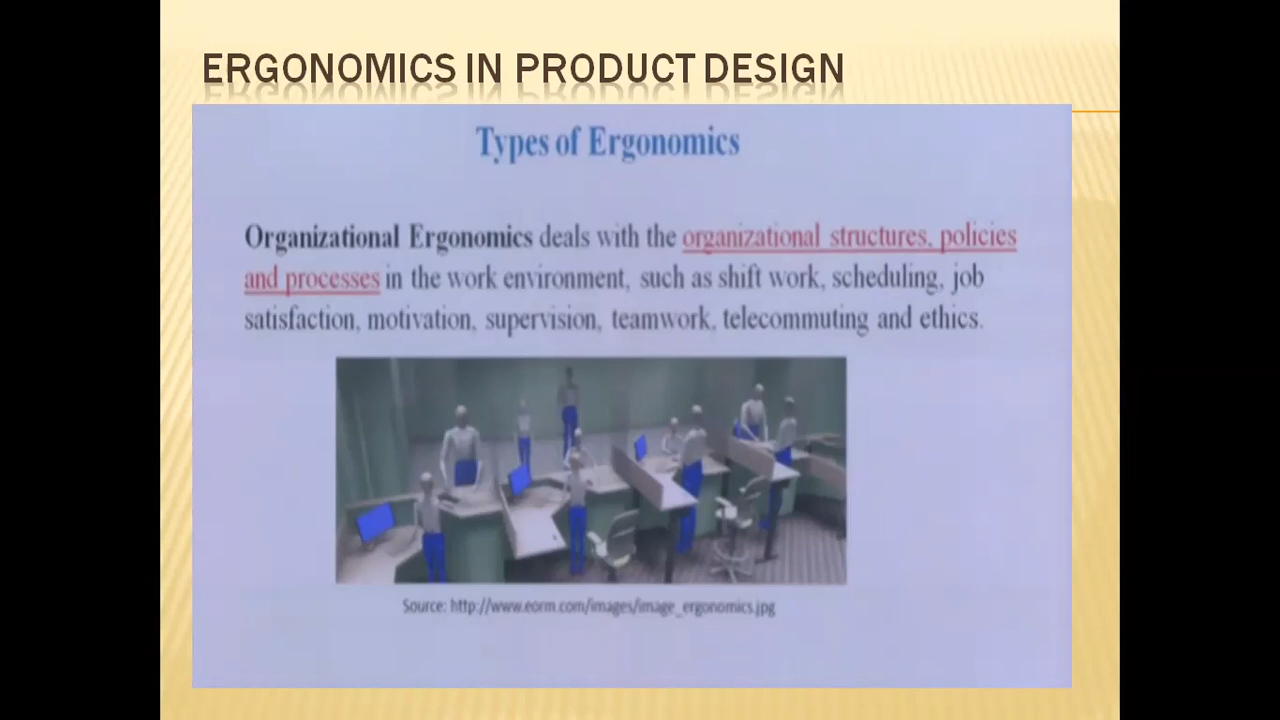 ERGONOMICS IN PRODUCT DESIGN
Types of Ergonomics
Organizational Ergonomics deals with the organizational structures, policies
and processes in the work environment, such as shift work, scheduling, job
satisfaction, motivation, supervision, teamwork, telecommuting and ethics.
Source: http://www.eorm.com/images/image_ergonomics.jpg